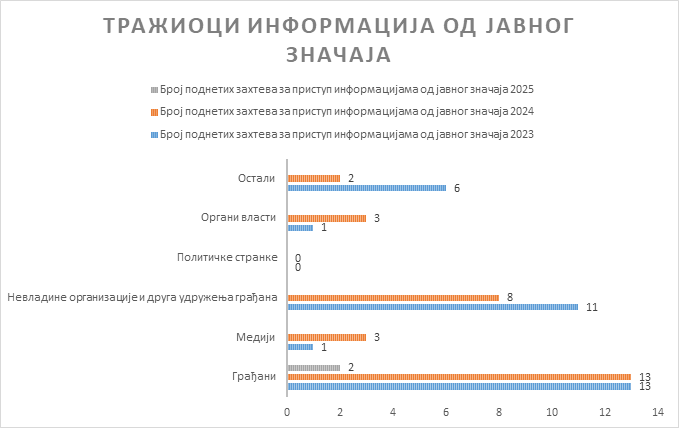 ТРАЖИОЦИ ИНФОРМАЦИЈА ОД ЈАВНОГ
ЗНАЧАЈА
Број поднетих захтева за приступ информацијама од јавног значаја 2025
Број поднетих захтева за приступ информацијама од јавног значаја 2024
Број поднетих захтева за приступ информацијама од јавног значаја 2023
Остали
2
6
Органи власти
3
1
Политичке странке
0
0
Невладине организације и друга удружења грађана
8
11
Медији
3
1
Грађани
2
13
13
0 2 4 6 8 10 12 14